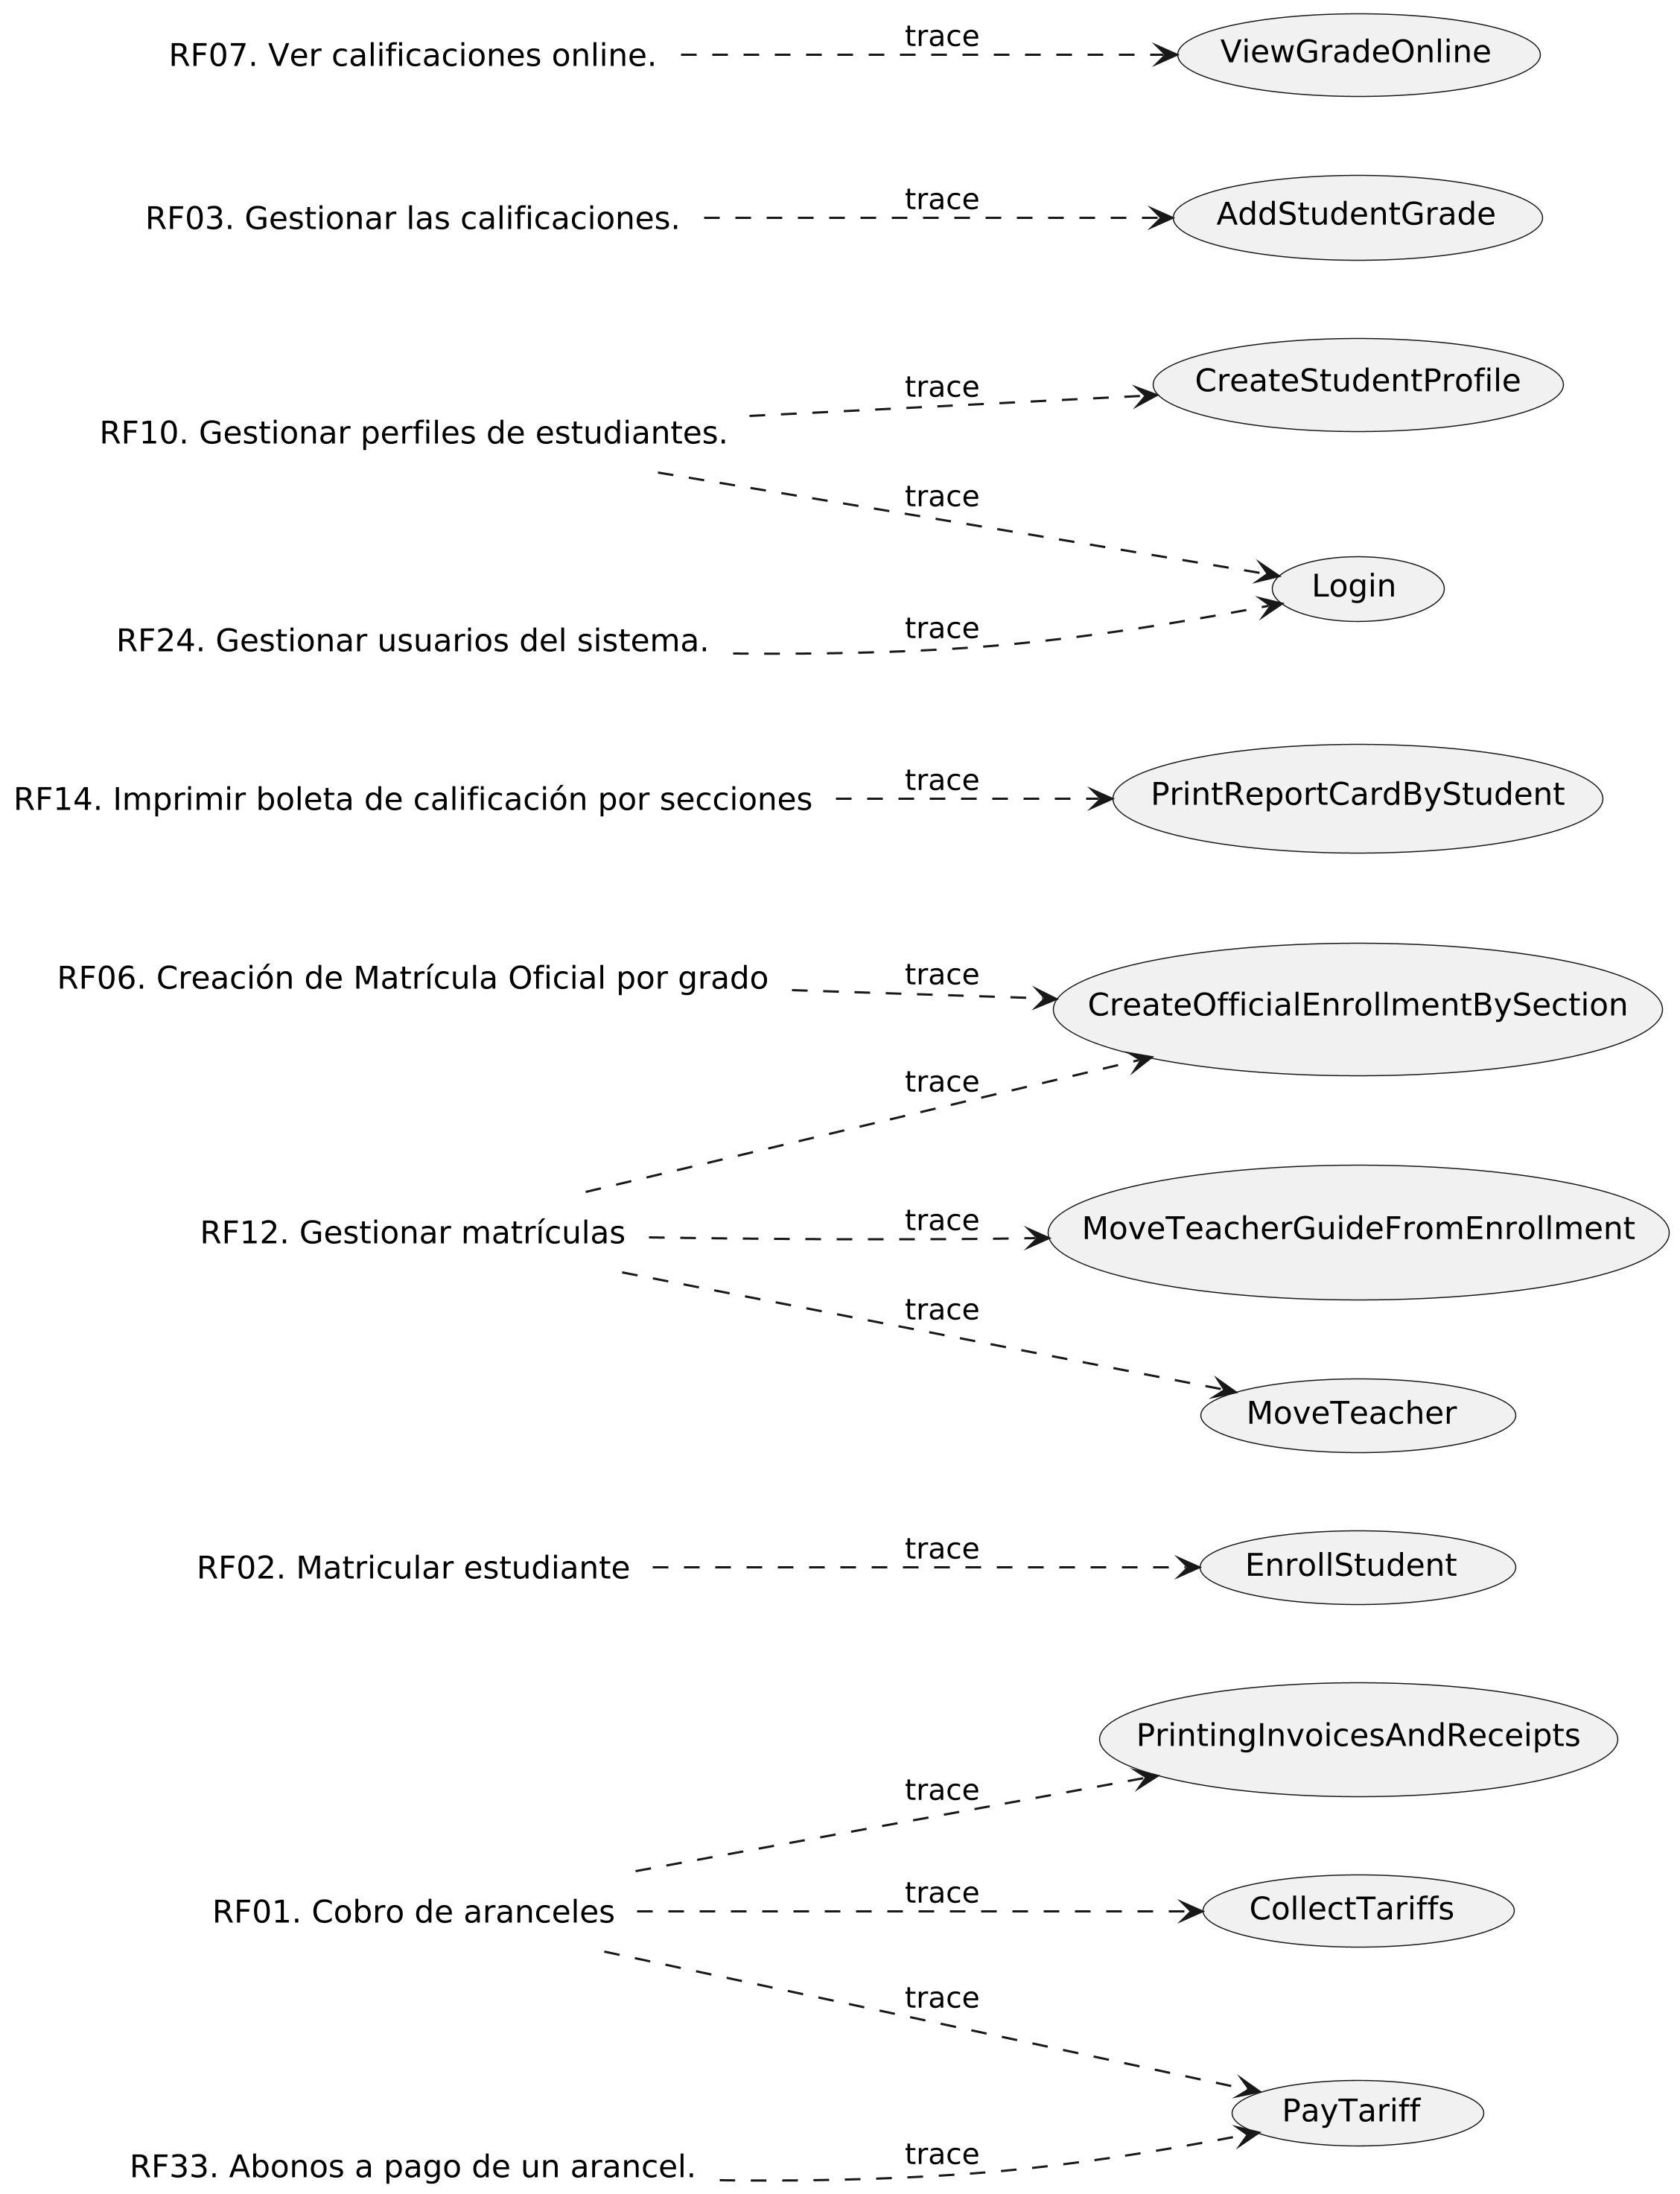 RF07. Ver calificaciones online.
trace
ViewGradeOnline
RF03. Gestionar las calificaciones.
trace
AddStudentGrade
RF10. Gestionar perfiles de estudiantes.
trace
CreateStudentProfile
trace
Login
RF24. Gestionar usuarios del sistema.
trace
RF14. Imprimir boleta de calificación por secciones
trace
PrintReportCardByStudent
RF06. Creación de Matrícula Oficial por grado
trace
CreateOfficialEnrollmentBySection
trace
RF12. Gestionar matrículas
trace
MoveTeacherGuideFromEnrollment
trace
MoveTeacher
RF02. Matricular estudiante
trace
EnrollStudent
PrintingInvoicesAndReceipts
trace
RF01. Cobro de aranceles
trace
CollectTariffs
trace
PayTariff
RF33. Abonos a pago de un arancel.
trace